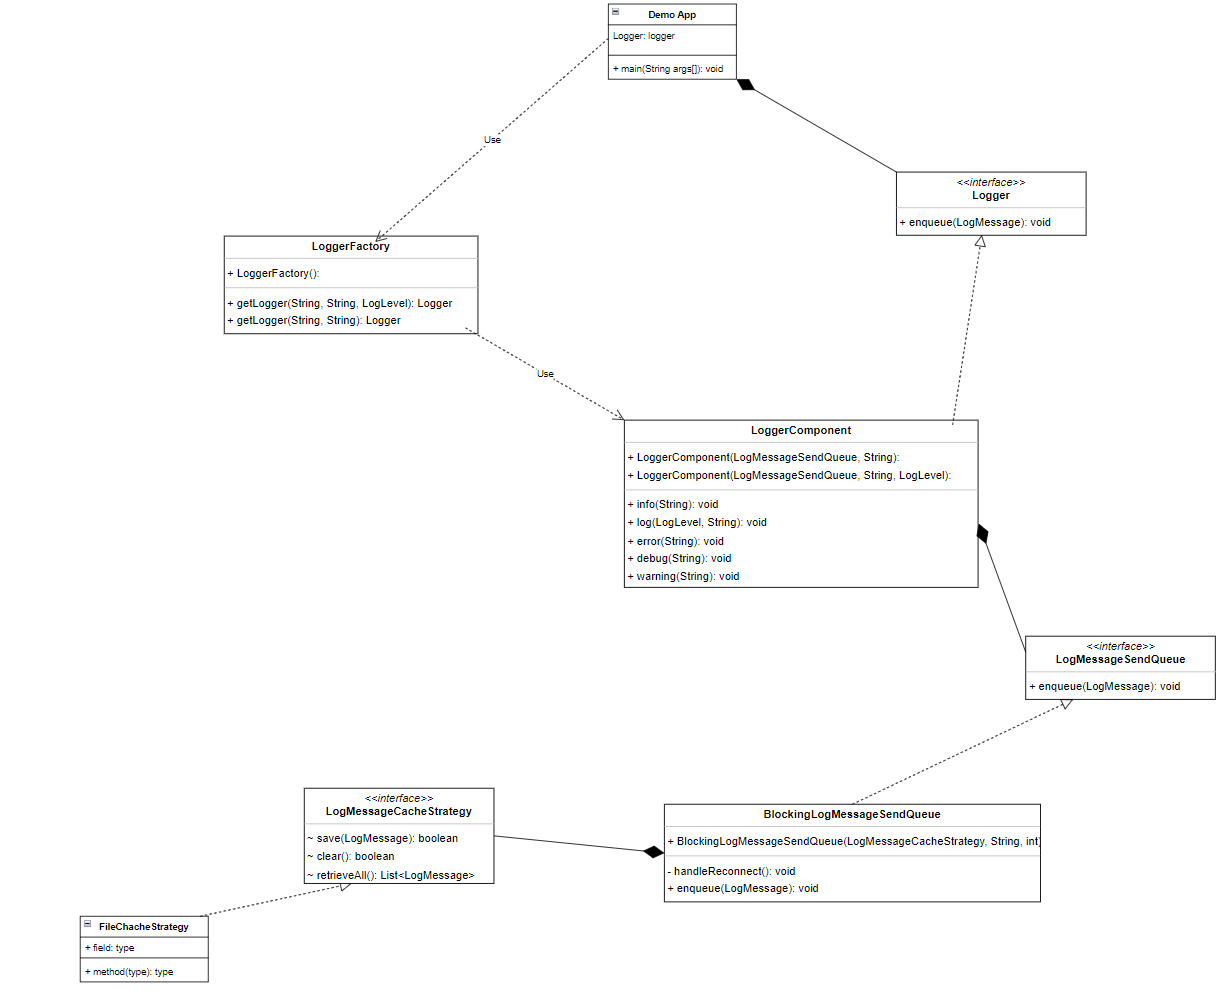 Demo App
Logger: logger
+ main(String args[]): void
Use
<<interface>>
Logger
+ enqueue(LogMessage): void
LoggerFactory
+ LoggerFactory():
+ getLogger(String, String, LogLevel): Logger
+ getLogger(String, String): Logger
Use
LoggerComponent
+ LoggerComponent(LogMessageSendQueue, String):
+ LoggerComponent(LogMessageSendQueue, String, LogLevel):
+ info(String): void
+ log(LogLevel, String): void
+ error(String): void
+ debug(String): void
+ warning(String): void
<<interface>>
LogMessageSendQueue
+ enqueue(LogMessage): void
<<interface>>
LogMessageCacheStrategy
~ save(LogMessage): boolean
~ clear(): boolean
~ retrieveAll(): List<LogMessage>
BlockingLogMessageSendQueue
+ BlockingLogMessageSendQueue(LogMessageCacheStrategy, String, int)
- handleReconnect(): void
+ enqueue(LogMessage): void
FileChacheStrategy
+ field: type
+ method(type): type